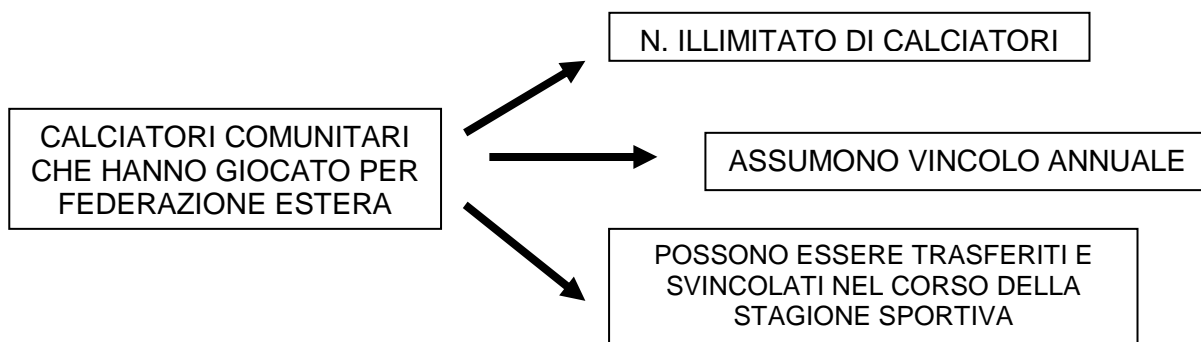 N. ILLIMITATO DI CALCIATORI
CALCIATORI COMUNITARI
CHE HANNO GIOCATO PER
FEDERAZIONE ESTERA
ASSUMONO VINCOLO ANNUALE
POSSONO ESSERE TRASFERITI E
SVINCOLATI NEL CORSO DELLA
STAGIONE SPORTIVA